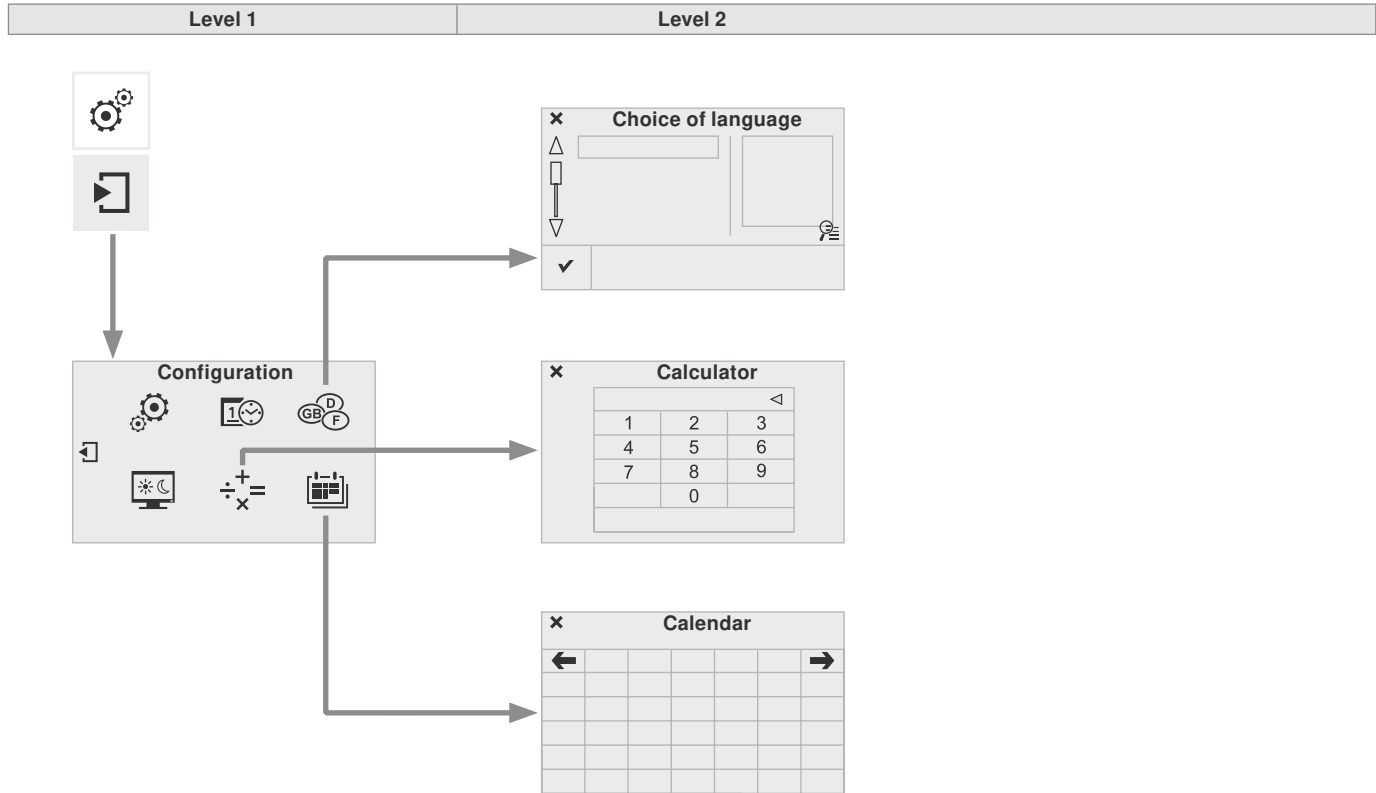 Level 1 Level 2
Choice of language
Configuration
1
GB D F
Calculator
1 2 3
4 5 6
7 8 9
0
Calendar